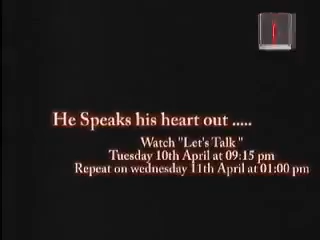 He Speaks his heart out .....
Watch "Let's Talk "
Tuesday 10th April at 09:15 pm
Repeat on wednesday 11th April at 01:00 pm